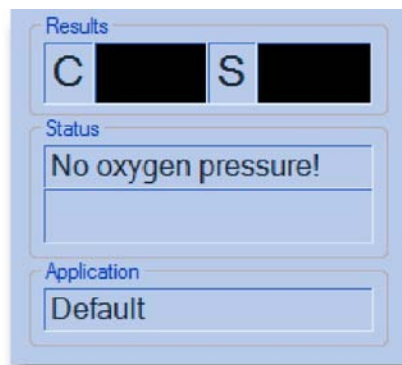 Results
C S
Status
No oxygen pressure!
Application
Default